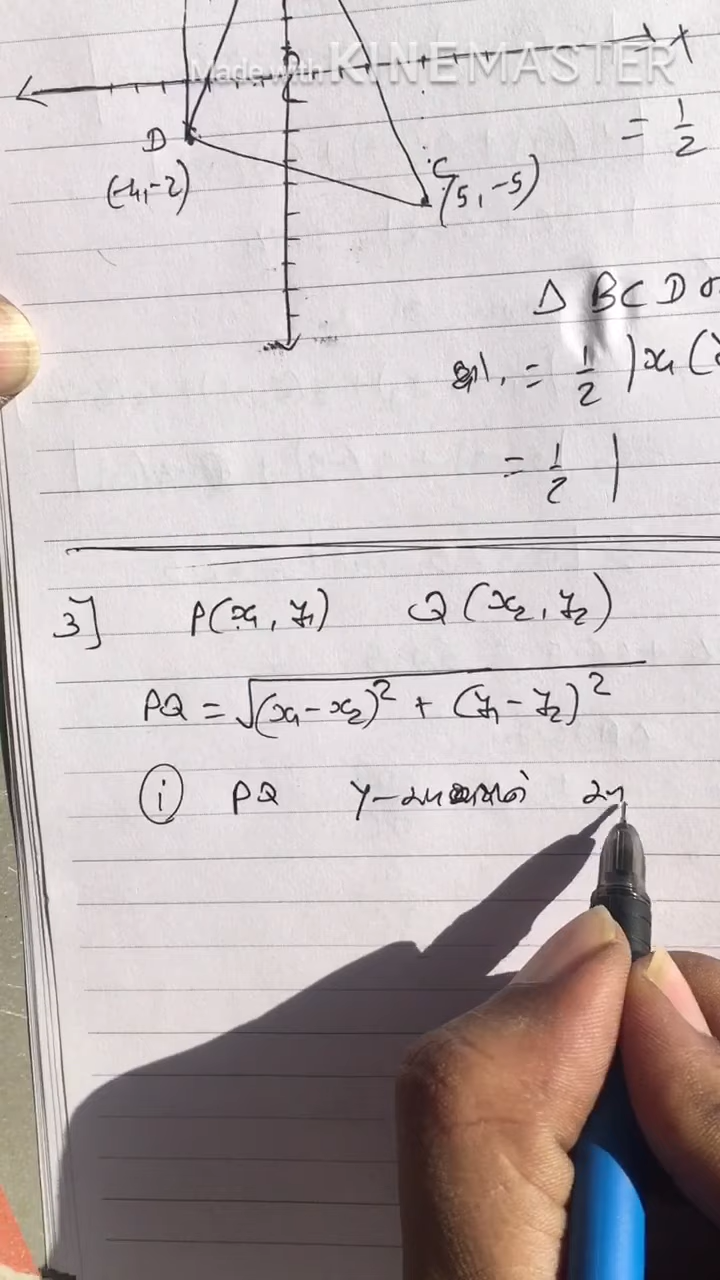 Made with KINEMASTER
X
= 1/2
D
(-4,-2)
C(5,-5)
Δ BCD
= 1/2 |x₁(
= 1/2 |
3] P(x₁, y₁) Q(x₂, y₂)
PQ = √(x₁-x₂)² + (y₁-y₂)²
(i) PQ y-